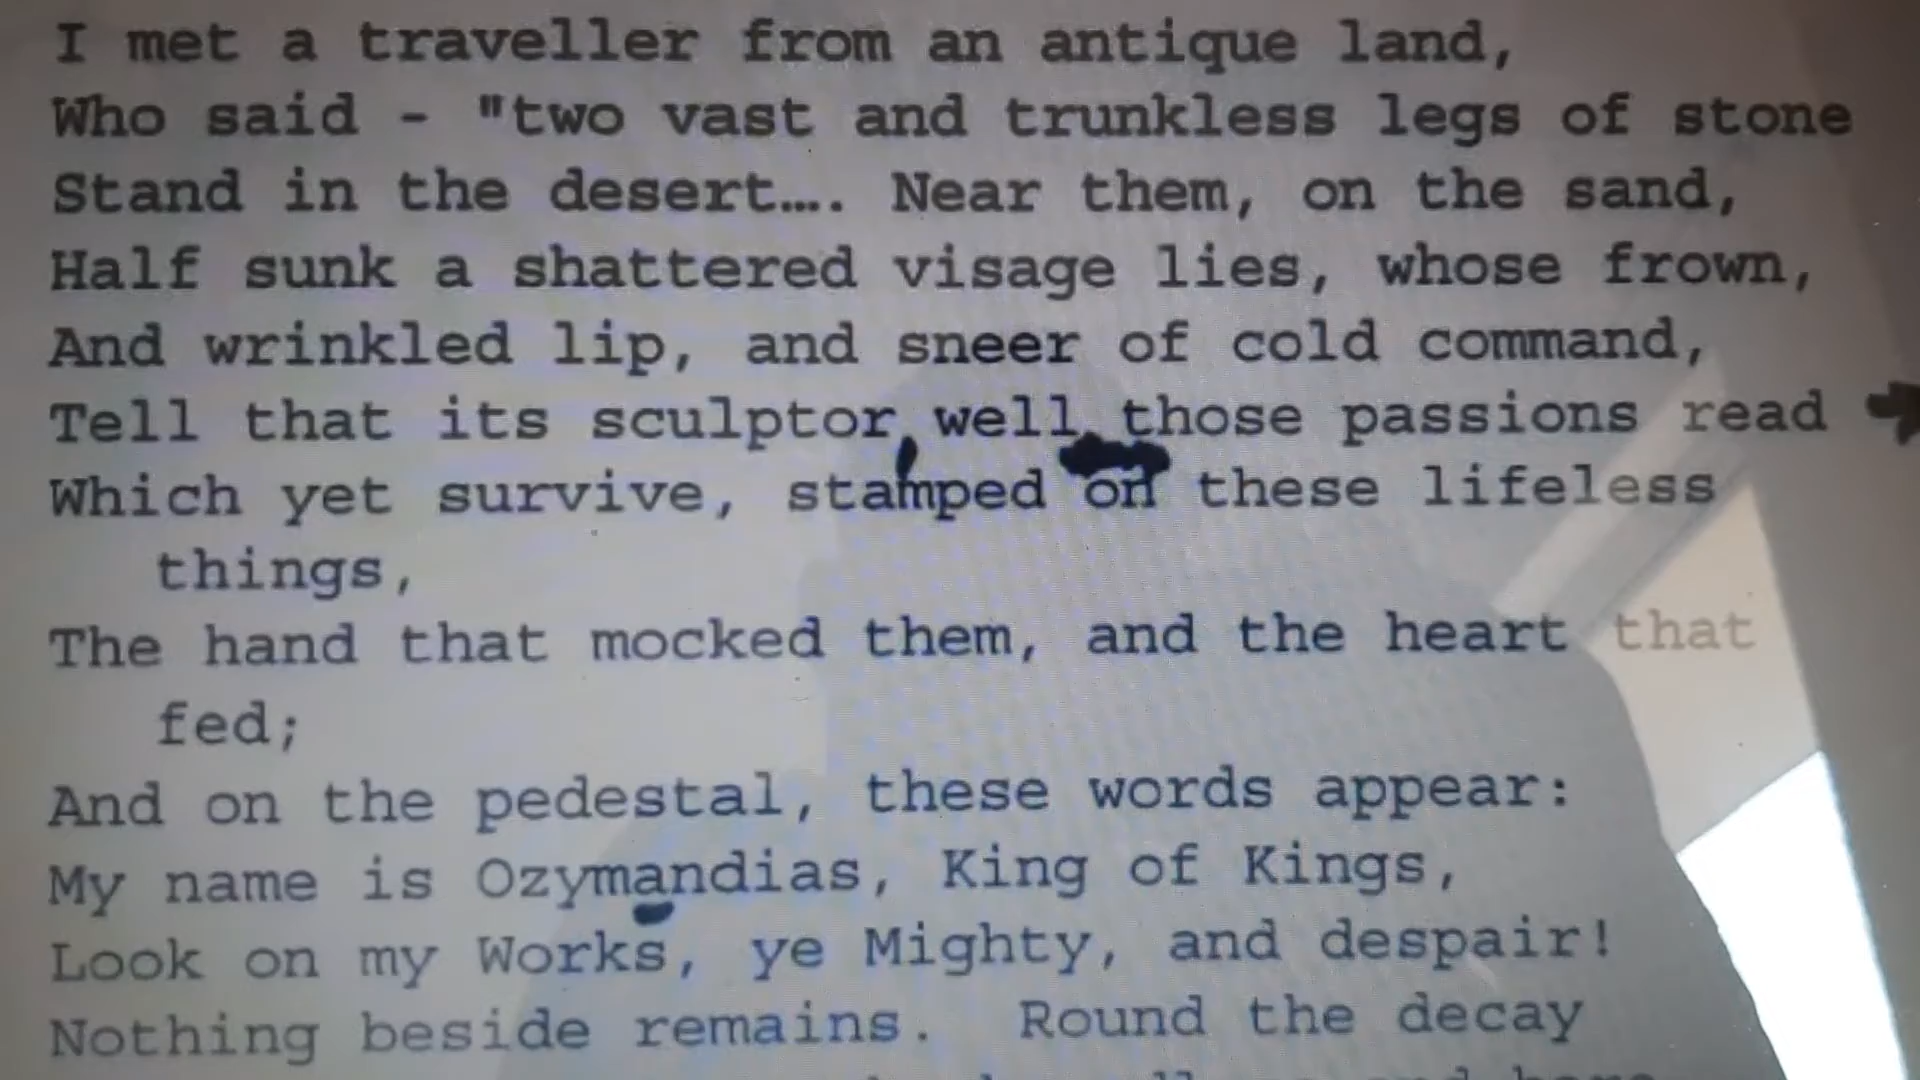 I met a traveller from an antique land,
Who said - "two vast and trunkless legs of stone
Stand in the desert…. Near them, on the sand,
Half sunk a shattered visage lies, whose frown,
And wrinkled lip, and sneer of cold command,
Tell that its sculptor well those passions read
Which yet survive, stamped on these lifeless
things,
The hand that mocked them, and the heart that
fed;
And on the pedestal, these words appear:
My name is Ozymandias, King of Kings,
Look on my Works, ye Mighty, and despair!
Nothing beside remains. Round the decay